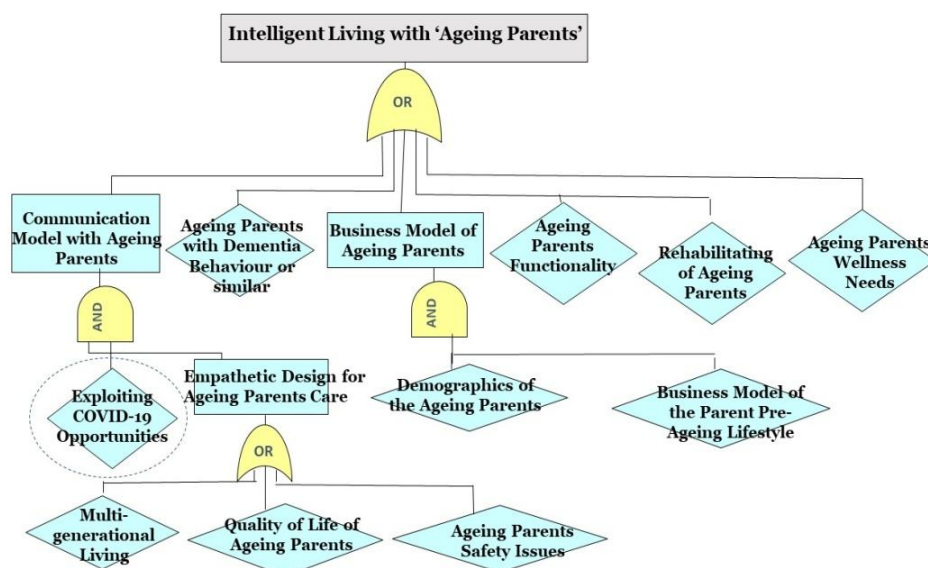 Intelligent Living with ‘Ageing Parents’
OR
Communication
Model with Ageing
Parents
Ageing Parents
with Dementia
Behaviour or
similar
Business Model of
Ageing Parents
Ageing
Parents
Functionality
Rehabilitating
of Ageing
Parents
Ageing Parents
Wellness
Needs
AND
AND
Exploiting
COVID-19
Opportunities
Empathetic Design for
Ageing Parents Care
Demographics of
the Ageing Parents
Business Model of
the Parent Pre-
Ageing Lifestyle
OR
Multi-
generational
Living
Quality of Life of
Ageing Parents
Ageing Parents
Safety Issues